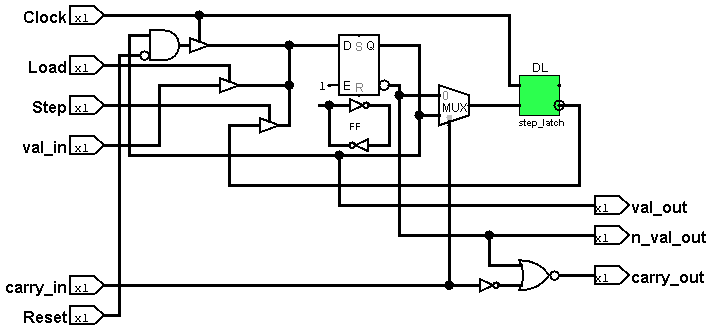 Clock x1
DL
D S Q
Load x1
1 E R
0
MUX
Step x1
FF
step_latch
val_in x1
x1 val_out
x1 n_val_out
carry_in x1
x1 carry_out
Reset x1